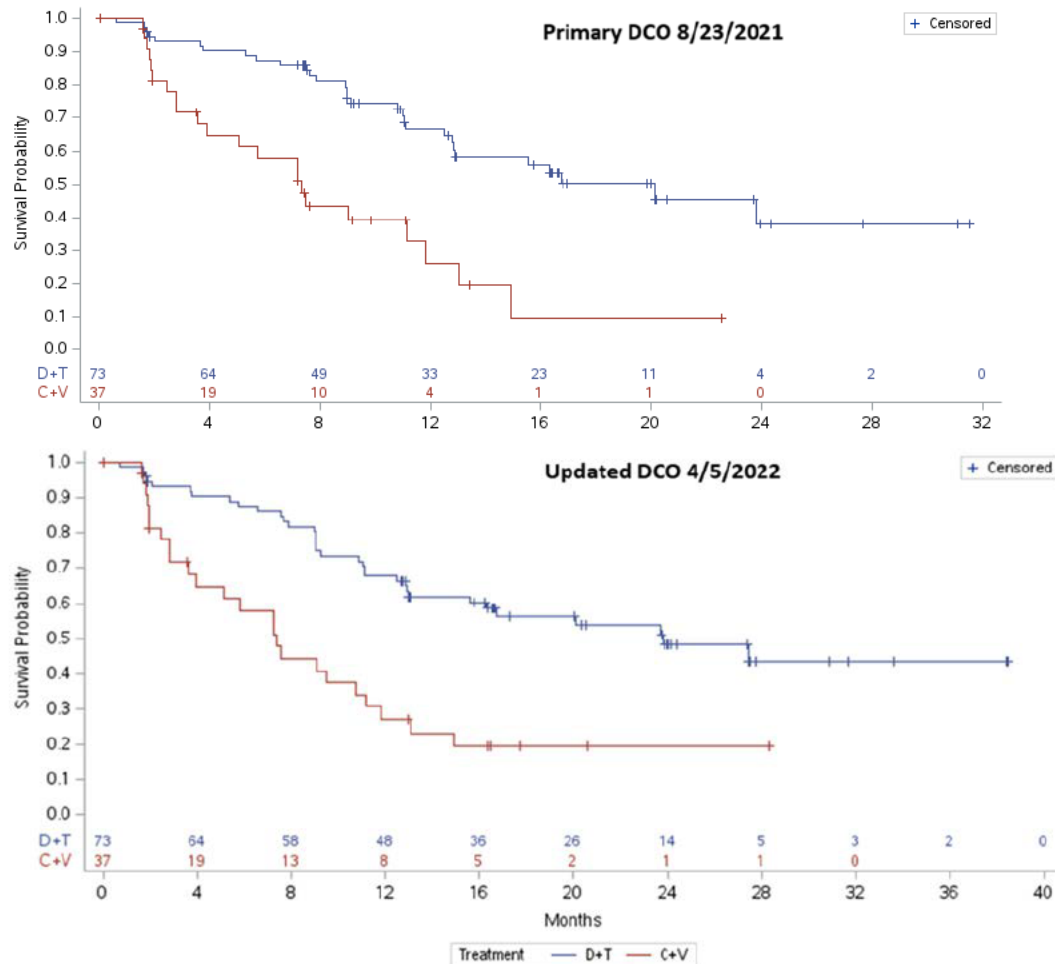 Primary DCO 8/23/2021
+ Censored
Survival Probability
1.0
0.9
0.8
0.7
0.6
0.5
0.4
0.3
0.2
0.1
0.0
D+T 73 64 49 33 23 11 4 2 0
C+V 37 19 10 4 1 1 0
0 4 8 12 16 20 24 28 32
Updated DCO 4/5/2022
+ Censored
Survival Probability
1.0
0.9
0.8
0.7
0.6
0.5
0.4
0.3
0.2
0.1
0.0
D+T 73 64 58 48 36 26 14 5 3 2 0
C+V 37 19 13 8 5 2 1 1 0
0 4 8 12 16 20 24 28 32 36 40
Months
Treatment D+T C+V